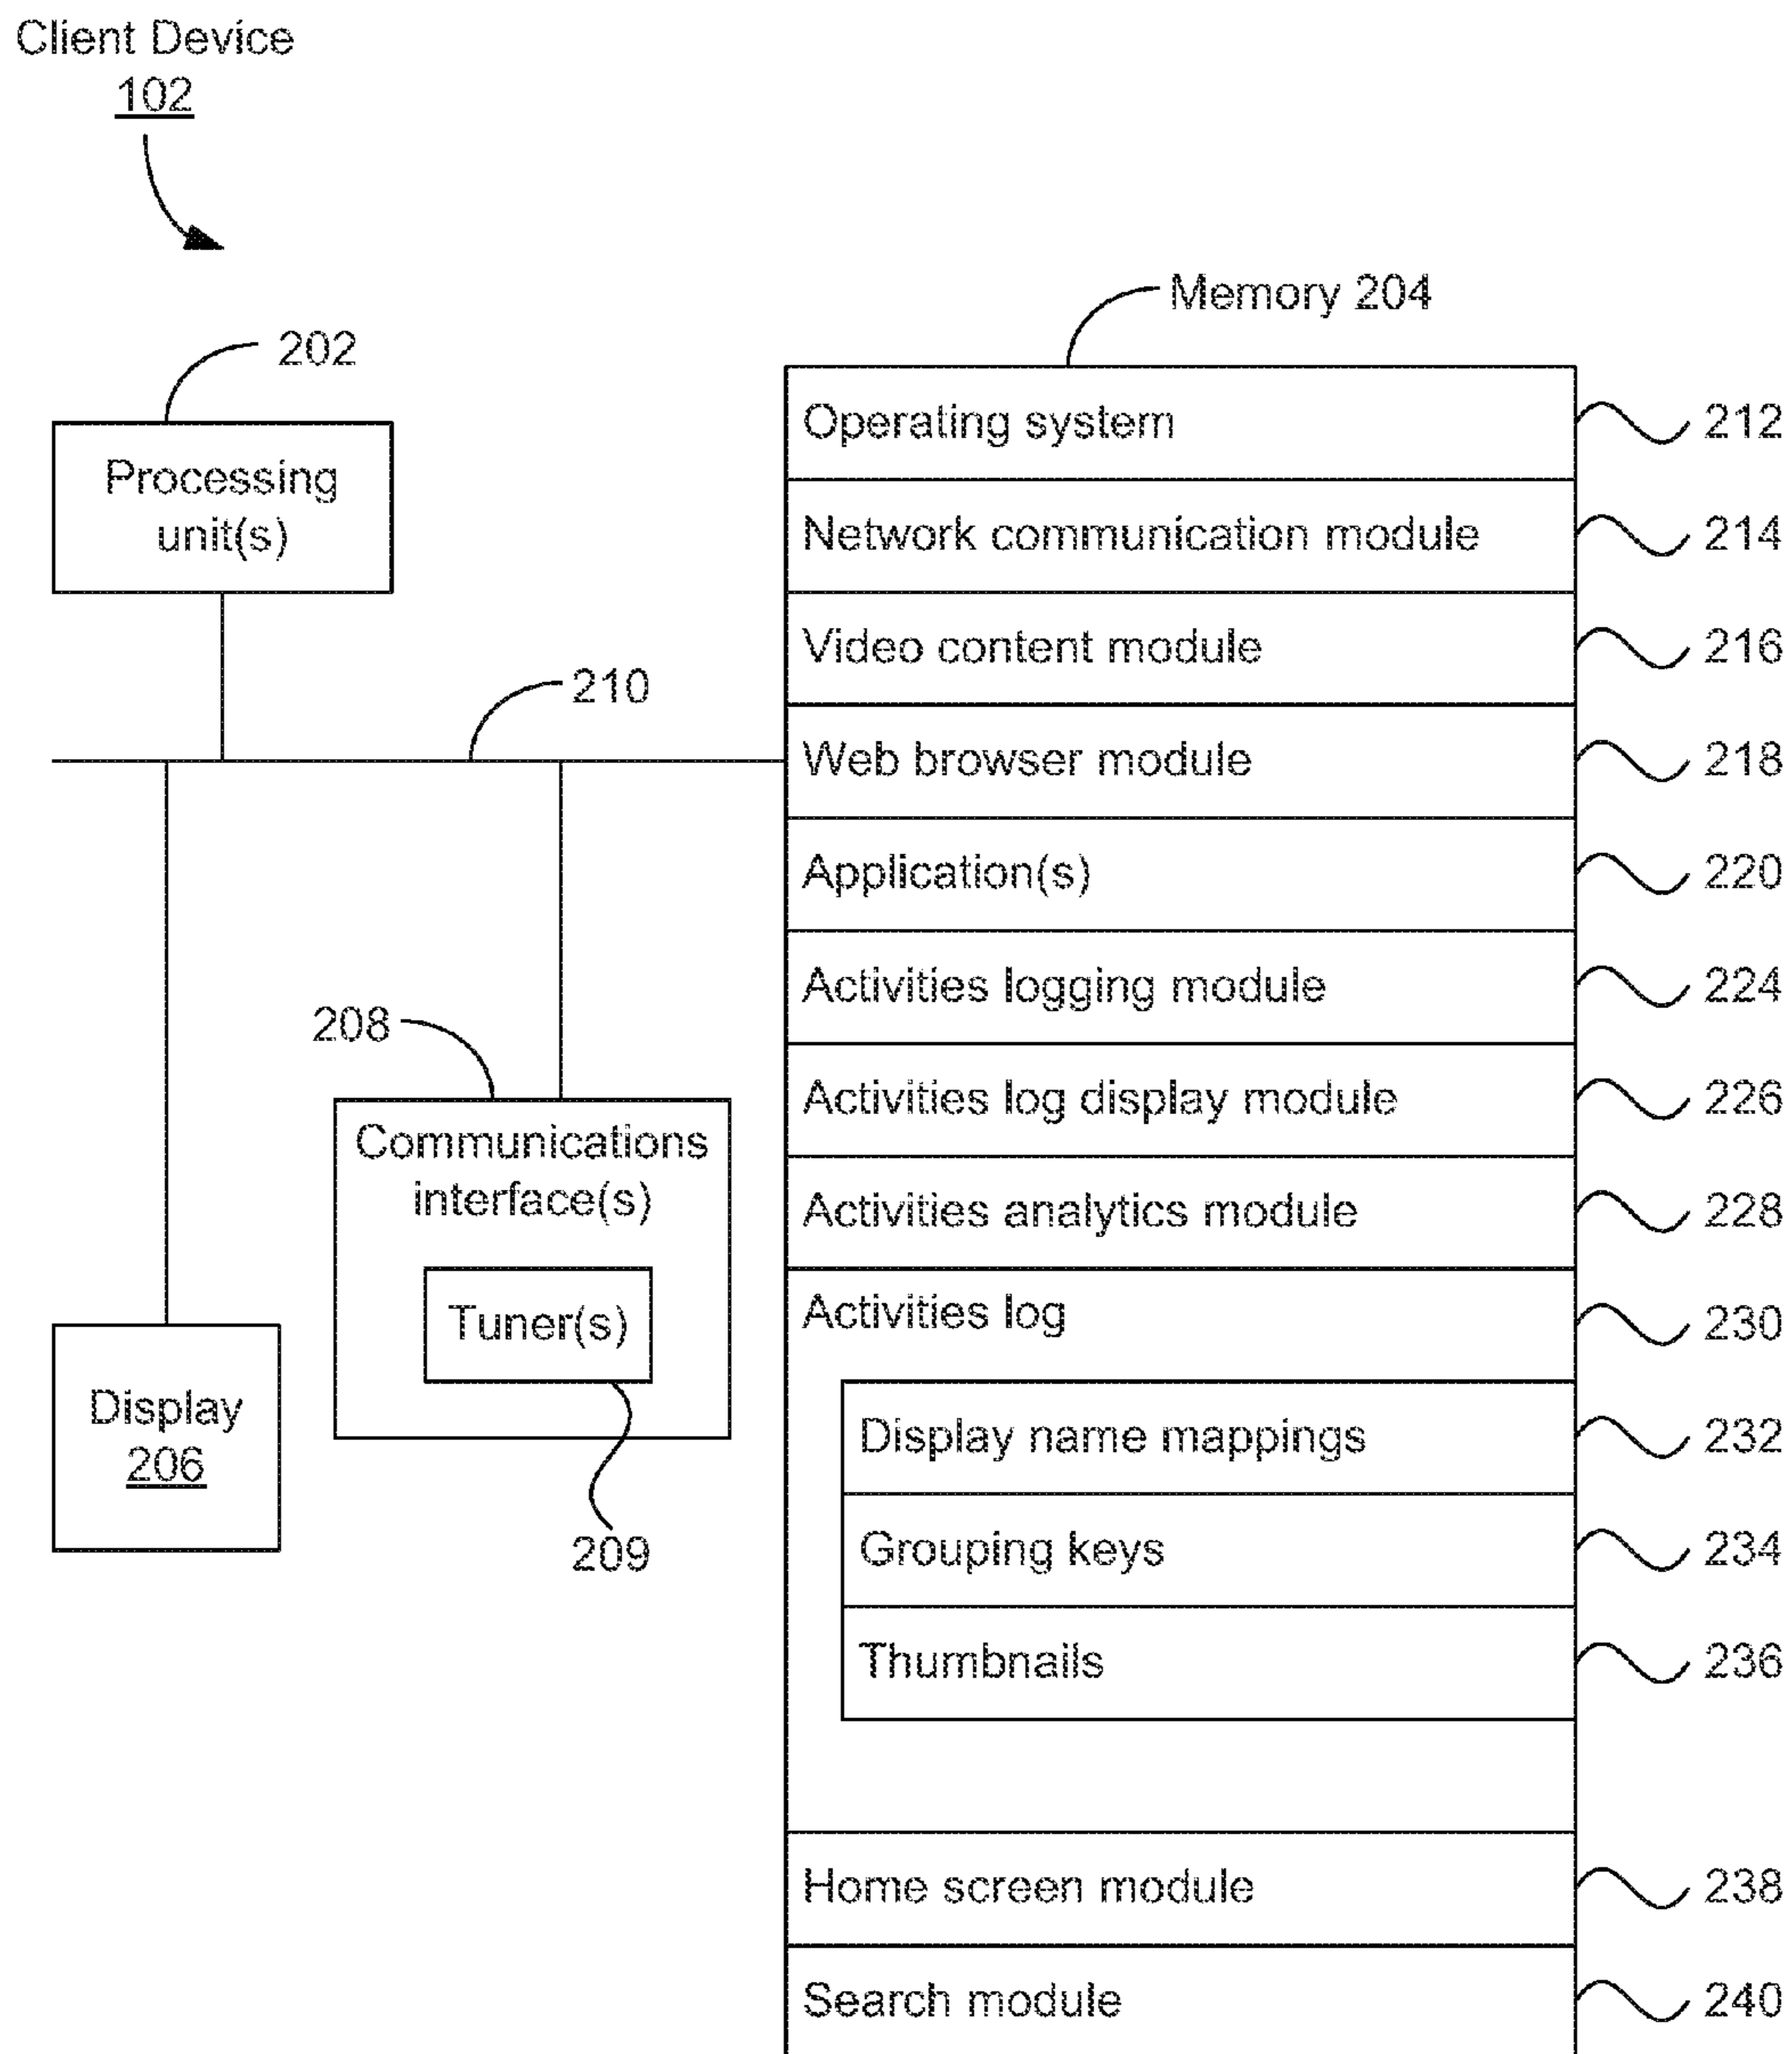 Client Device
102
Memory 204
202
Processing
unit(s)
210
208
Communications
interface(s)
Tuner(s)
209
Display
206
Operating system 212
Network communication module 214
Video content module 216
Web browser module 218
Application(s) 220
Activities logging module 224
Activities log display module 226
Activities analytics module 228
Activities log 230
Display name mappings 232
Grouping keys 234
Thumbnails 236
Home screen module 238
Search module 240